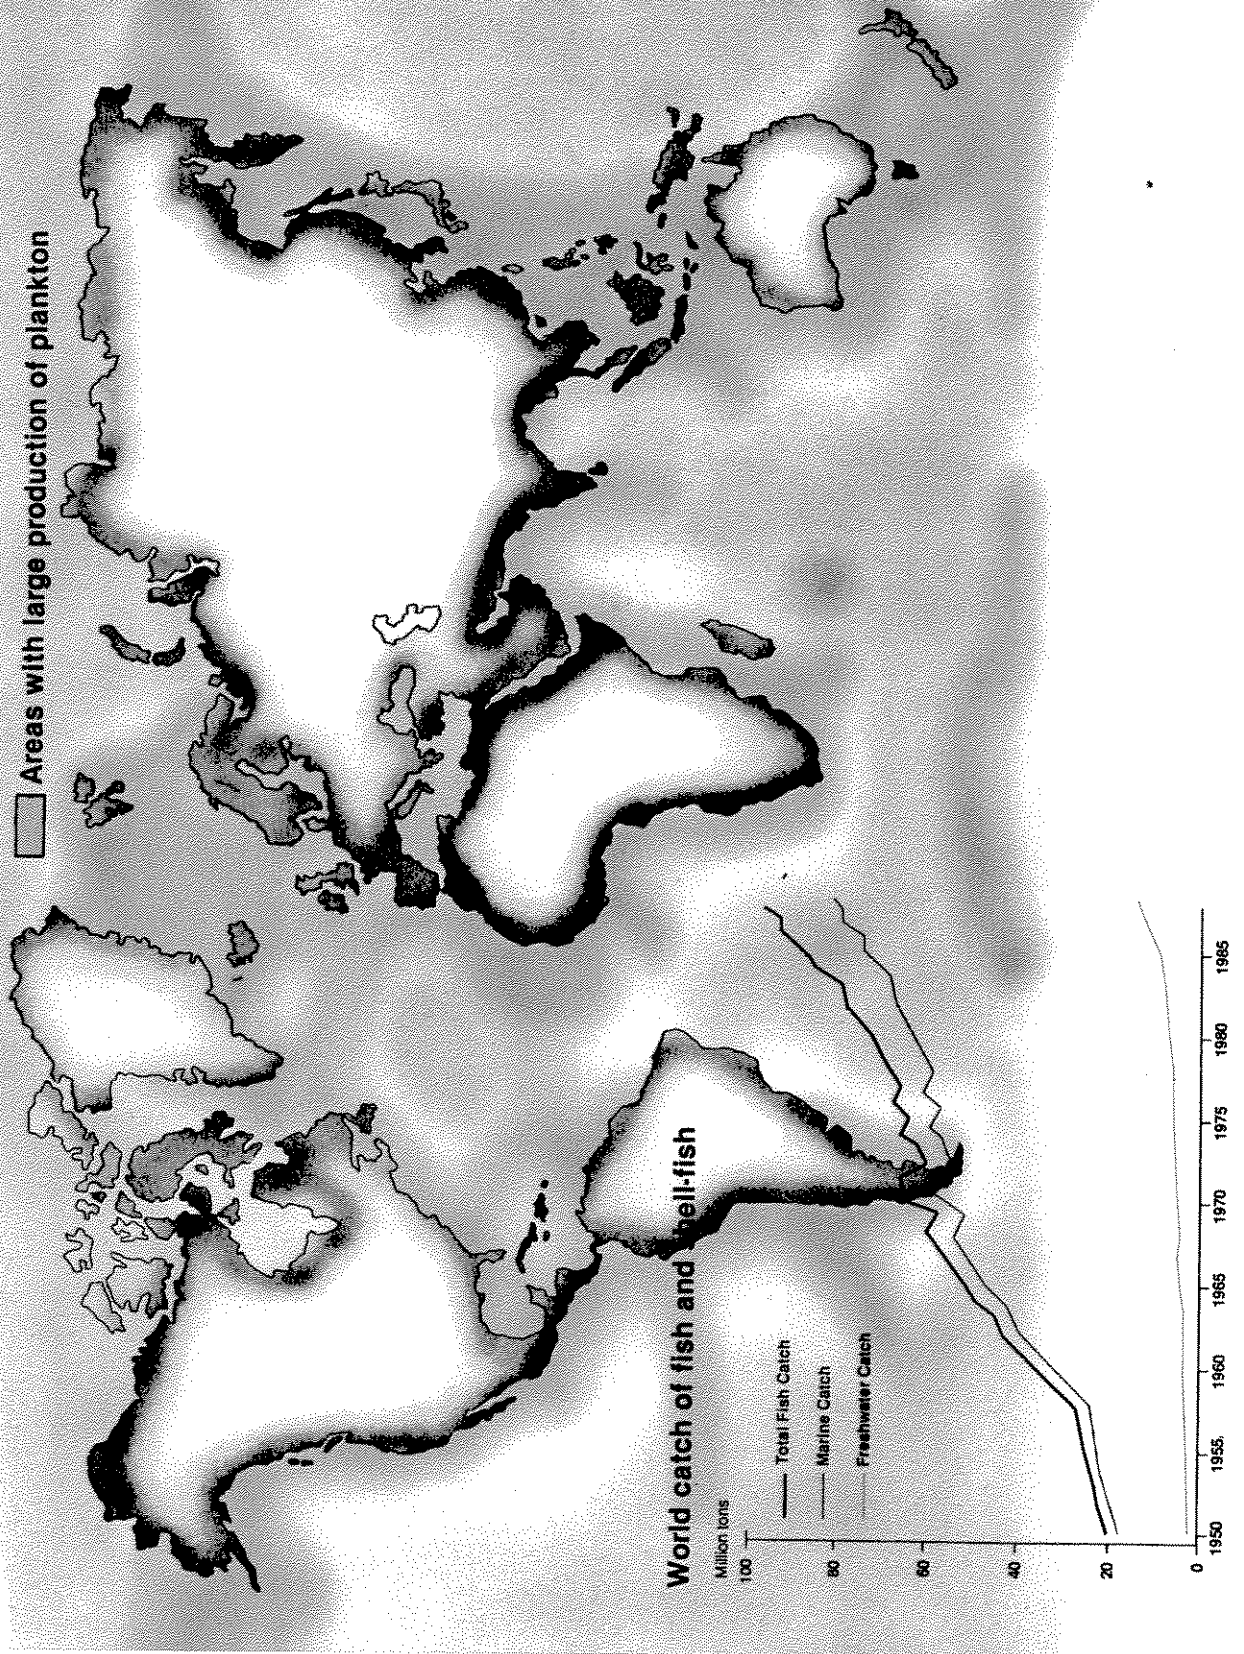 Areas with large production of plankton
World catch of fish and shell-fish
Million tons
100
80
60
40
20
0
Total Fish Catch
Marine Catch
Freshwater Catch
1950
1955
1960
1965
1970
1975
1980
1985